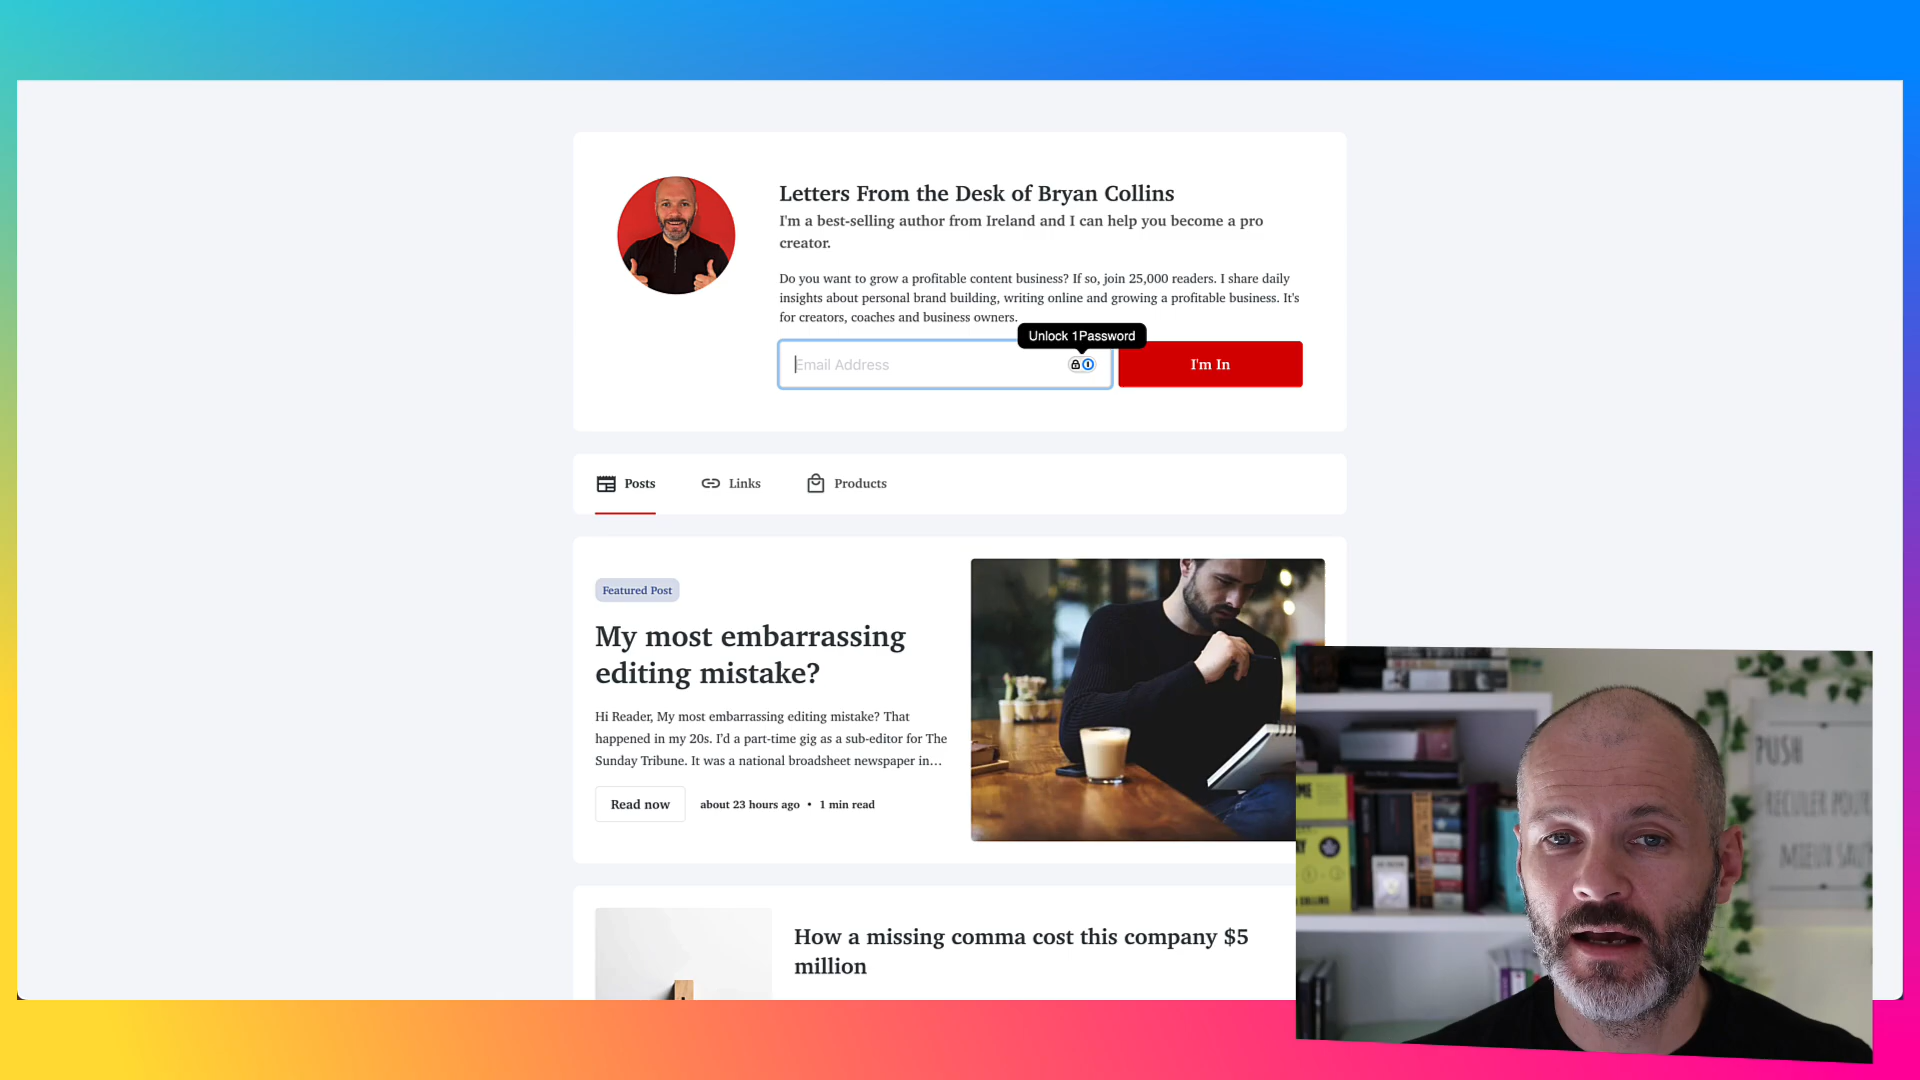 Letters From the Desk of Bryan Collins
I'm a best-selling author from Ireland and I can help you become a pro
creator.
Do you want to grow a profitable content business? If so, join 25,000 readers. I share daily
insights about personal brand building, writing online and growing a profitable business. It's
for creators, coaches and business owners.
Unlock 1Password
Email Address
I'm In
Posts
Links
Products
Featured Post
My most embarrassing
editing mistake?
Hi Reader, My most embarrassing editing mistake? That
happened in my 20s. I'd a part-time gig as a sub-editor for The
Sunday Tribune. It was a national broadsheet newspaper in…
Read now
about 23 hours ago • 1 min read
How a missing comma cost this company $5
million
PUSH
RECULER POUR
MIEUX SAUT